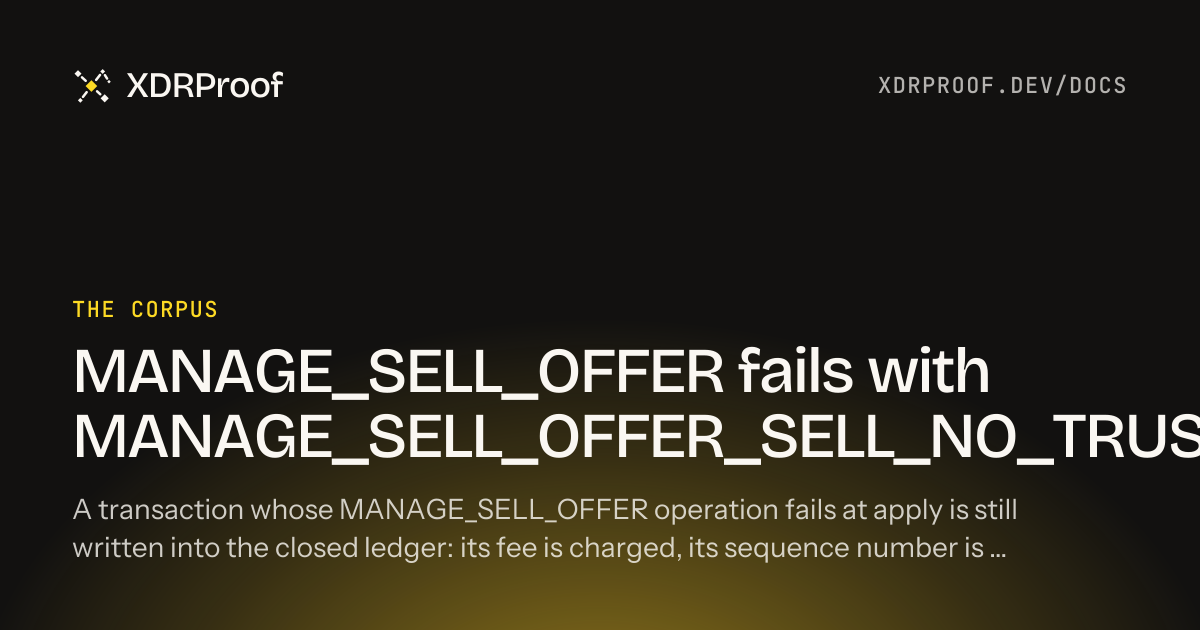 XDRProof
XDRPROOF.DEV/DOCS
THE CORPUS
MANAGE_SELL_OFFER fails with
MANAGE_SELL_OFFER_SELL_NO_TRUS
A transaction whose MANAGE_SELL_OFFER operation fails at apply is still
written into the closed ledger: its fee is charged, its sequence number is ...